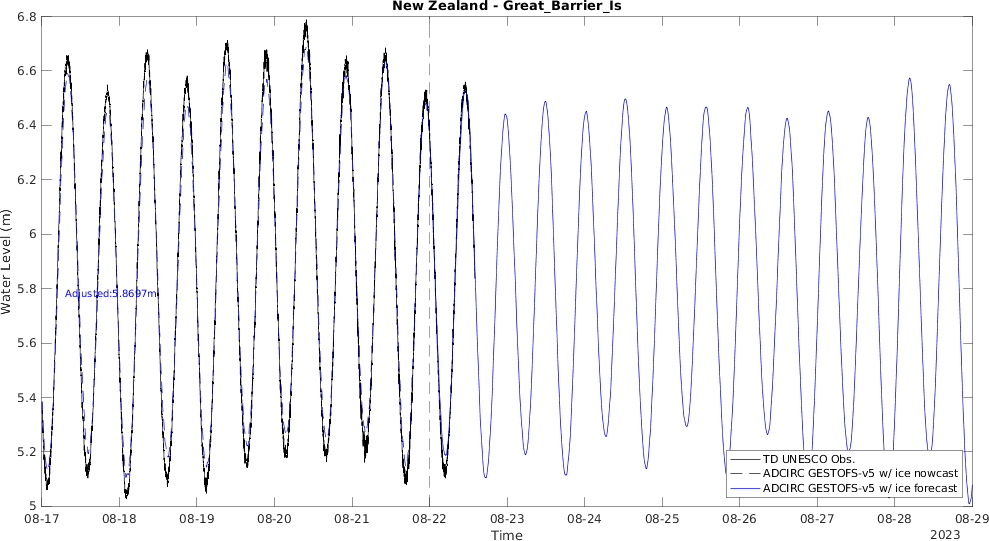 New Zealand - Great_Barrier_Is
Water Level (m)
6.8
6.6
6.4
6.2
6
5.8
5.6
5.4
5.2
5
Adjusted:5.8697m
TD UNESCO Obs.
ADCIRC GESTOFS-v5 w/ ice nowcast
ADCIRC GESTOFS-v5 w/ ice forecast
08-17 08-18 08-19 08-20 08-21 08-22 08-23 08-24 08-25 08-26 08-27 08-28 08-29
Time
2023